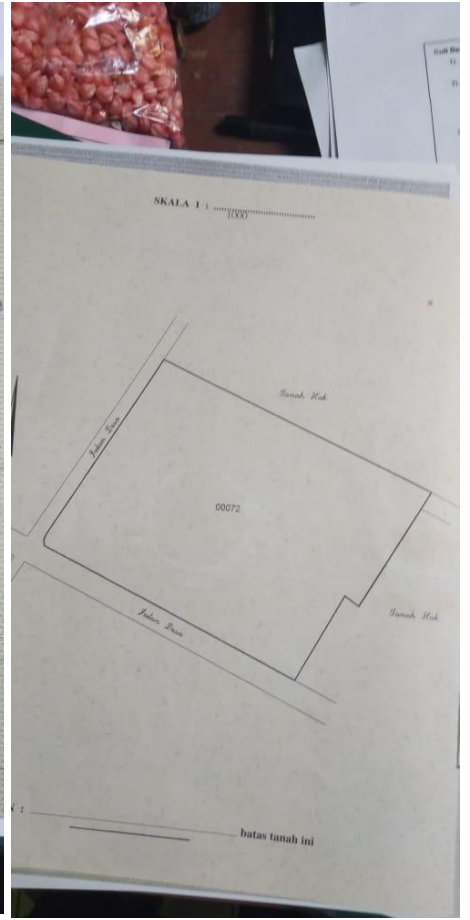 SKALA 1 : ..............................
1000
Tanah Hak
Jalan Desa
00072
Tanah Hak
Jalan Desa
batas tanah ini